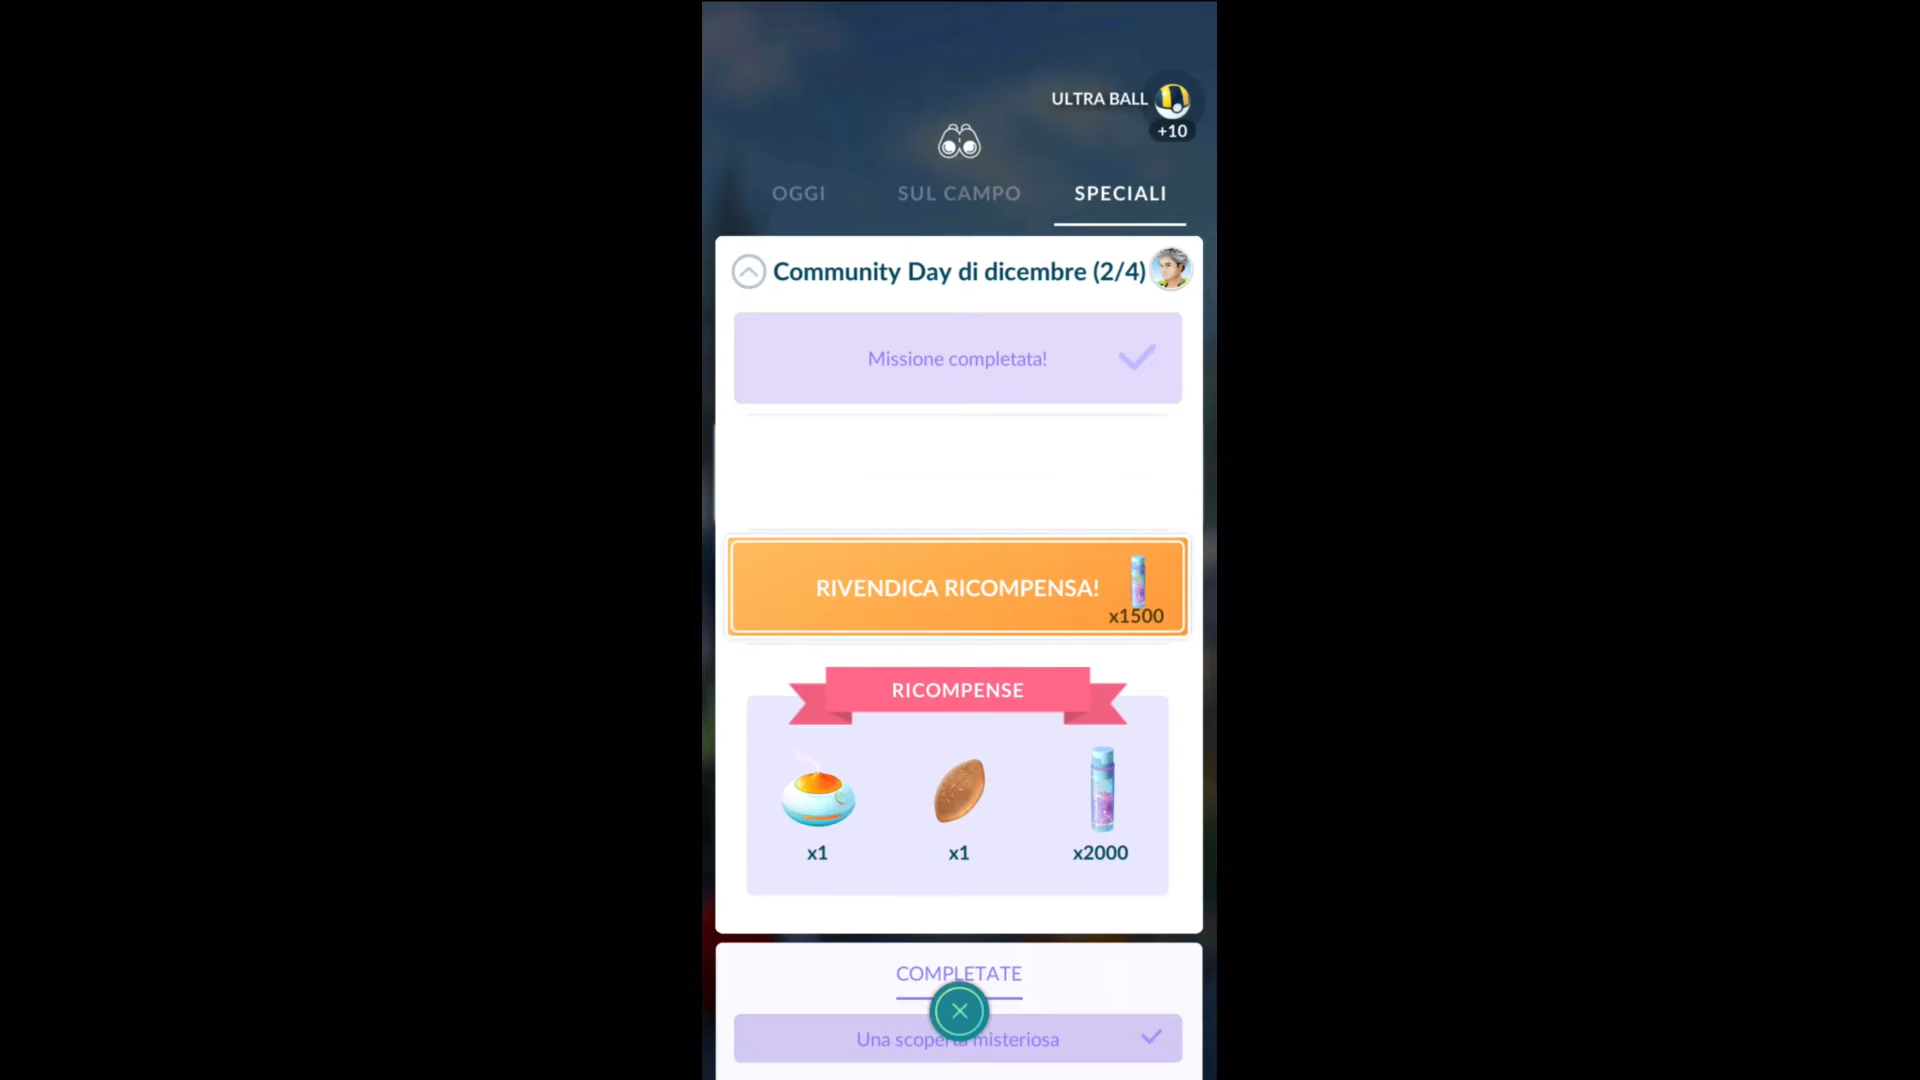 ULTRA BALL
+10
OGGI
SUL CAMPO
SPECIALI
Community Day di dicembre (2/4)
Missione completata!
RIVENDICA RICOMPENSA!
x1500
RICOMPENSE
x1
x1
x2000
COMPLETATE
Una scoperta misteriosa